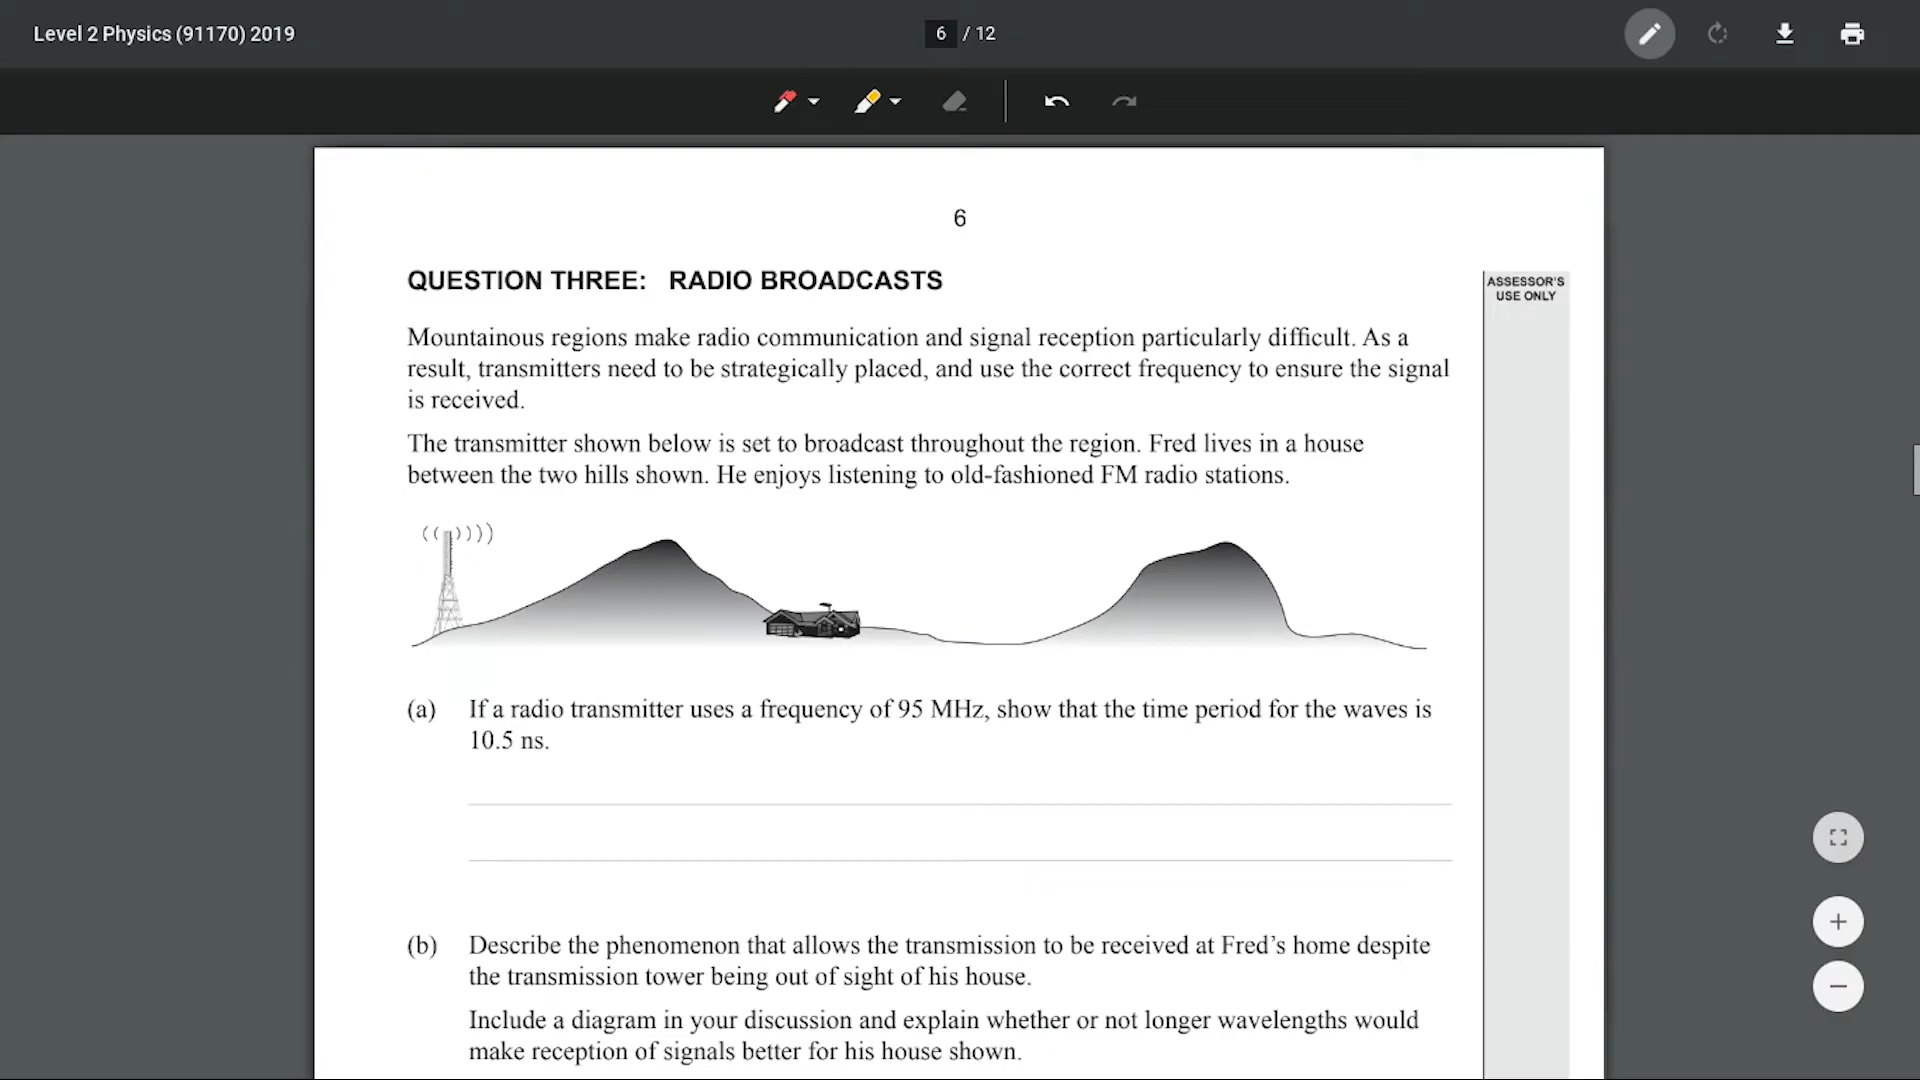 Level 2 Physics (91170) 2019
6 / 12
6
QUESTION THREE: RADIO BROADCASTS
ASSESSOR'S
USE ONLY
Mountainous regions make radio communication and signal reception particularly difficult. As a
result, transmitters need to be strategically placed, and use the correct frequency to ensure the signal
is received.
The transmitter shown below is set to broadcast throughout the region. Fred lives in a house
between the two hills shown. He enjoys listening to old-fashioned FM radio stations.
(a) If a radio transmitter uses a frequency of 95 MHz, show that the time period for the waves is
10.5 ns.
(b) Describe the phenomenon that allows the transmission to be received at Fred’s home despite
the transmission tower being out of sight of his house.
Include a diagram in your discussion and explain whether or not longer wavelengths would
make reception of signals better for his house shown.